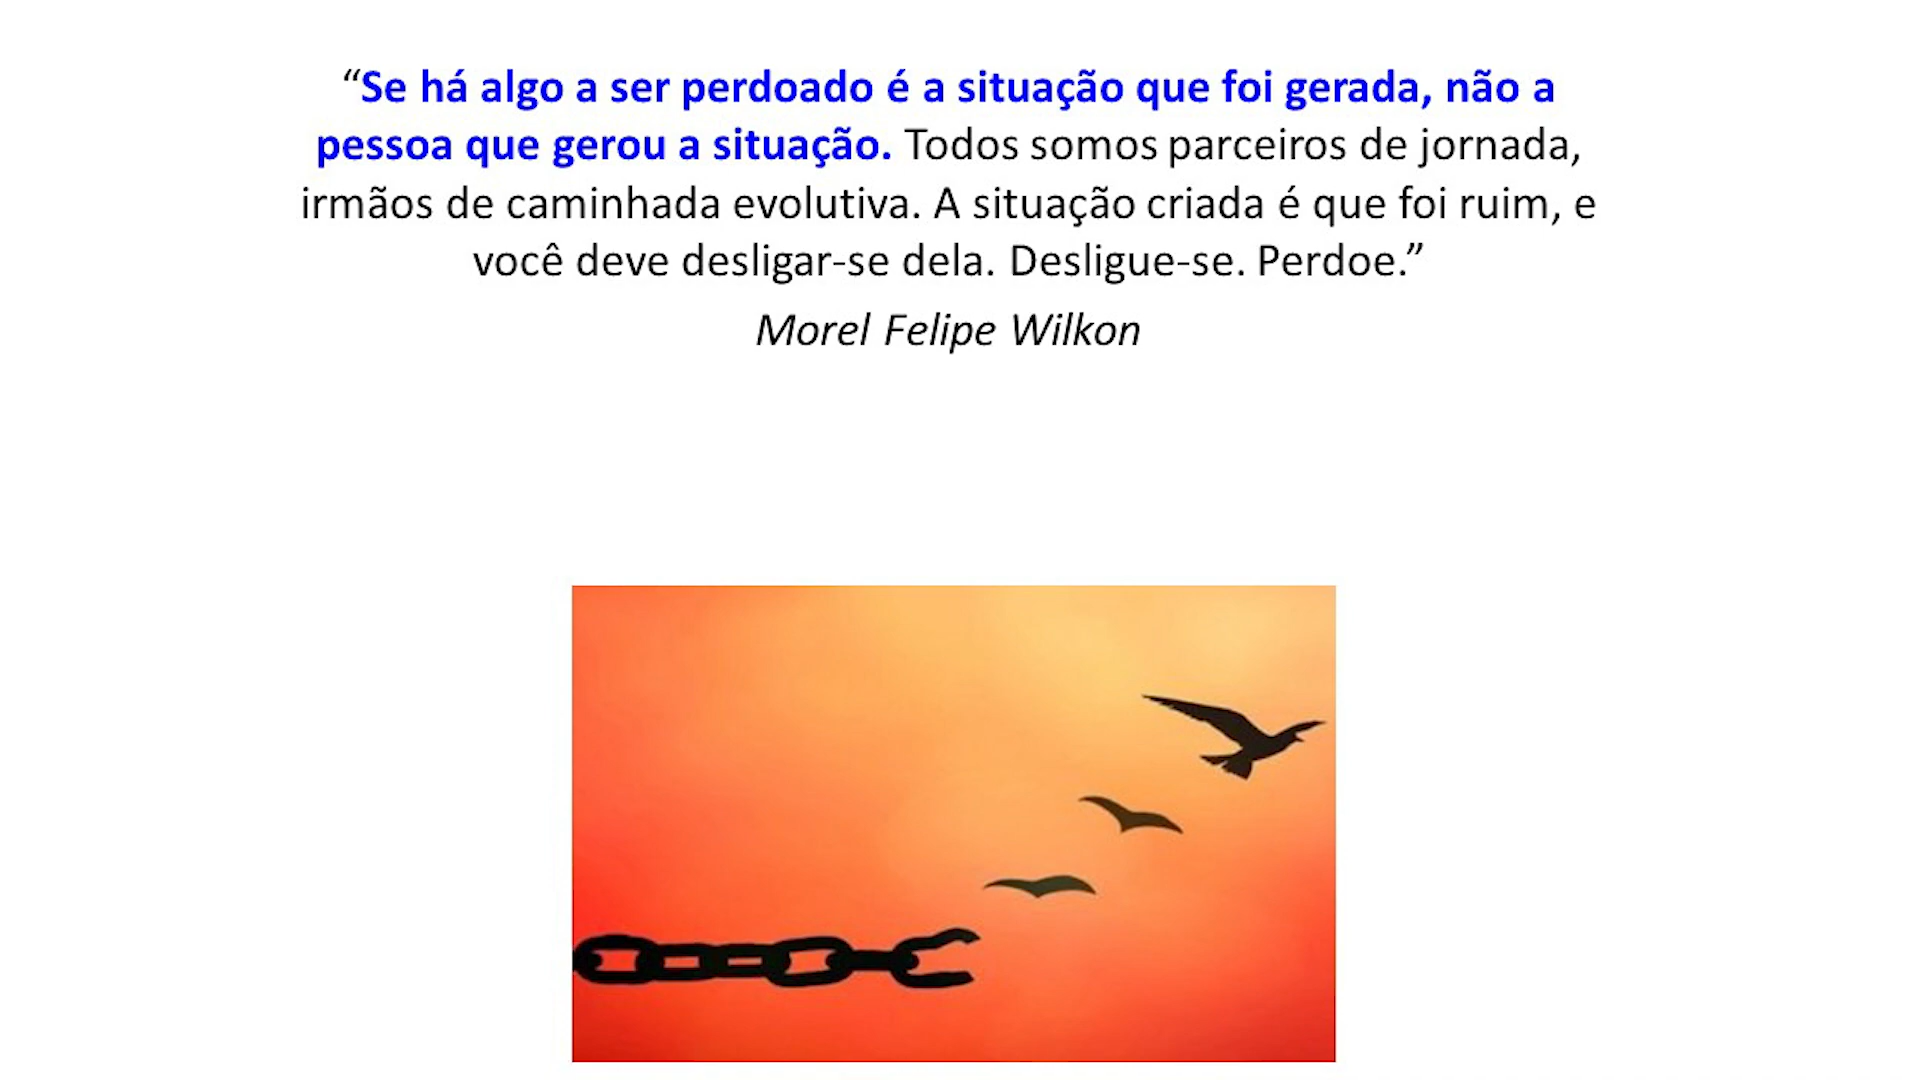 “Se há algo a ser perdoado é a situação que foi gerada, não a
pessoa que gerou a situação. Todos somos parceiros de jornada,
irmãos de caminhada evolutiva. A situação criada é que foi ruim, e
você deve desligar-se dela. Desligue-se. Perdoe.”
Morel Felipe Wilkon